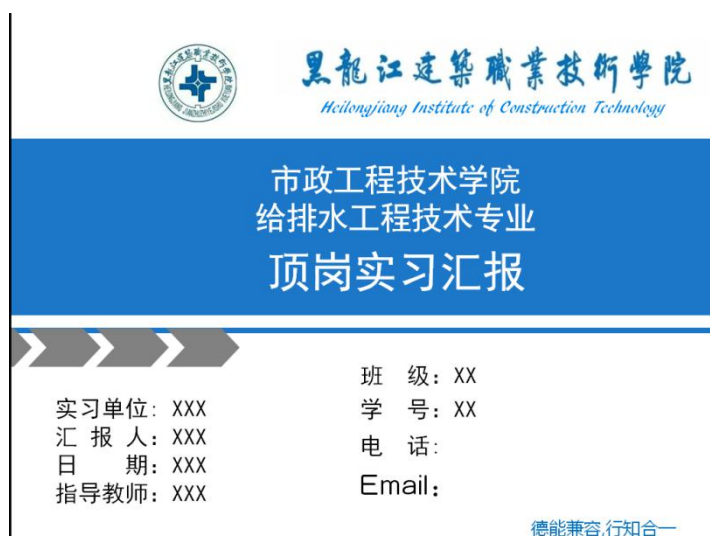 黑龍江建築職業技術學院
Heilongjiang Institute of Construction Technology
市政工程技术学院
给排水工程技术专业
顶岗实习汇报
实习单位: XXX
汇 报 人: XXX
日 期: XXX
指导教师: XXX
班 级: XX
学 号: XX
电 话:
Email:
德能兼容,行知合一